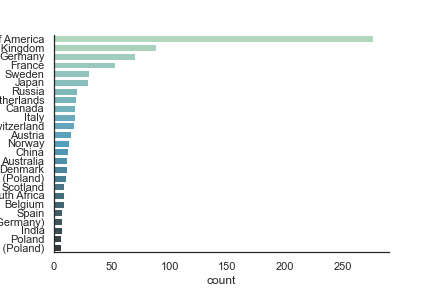 f America
Kingdom
Germany
France
Sweden
Japan
Russia
therlands
Canada
Italy
witzerland
Austria
Norway
China
Australia
Denmark
(Poland)
Scotland
uth Africa
Belgium
Spain
Germany)
India
Poland
(Poland)
0 50 100 150 200 250
count